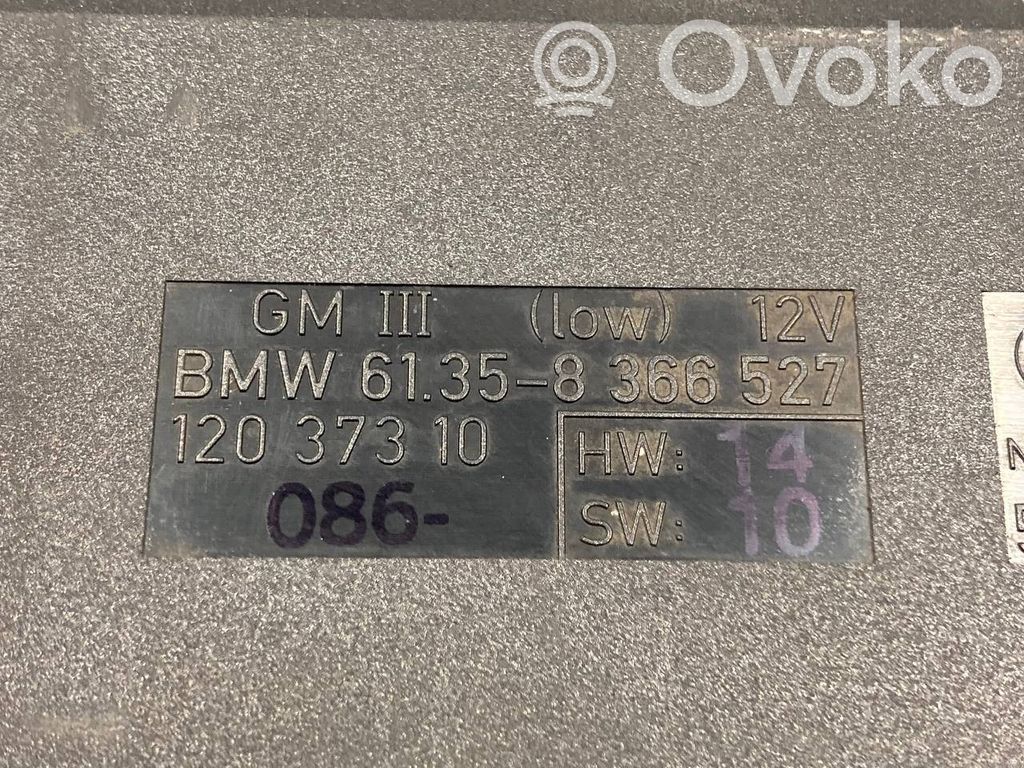 Ovoko
GM III (low) 12V
BMW 61.35-8 366 527
120 373 10
HW: 14
086-
SW: 10
N